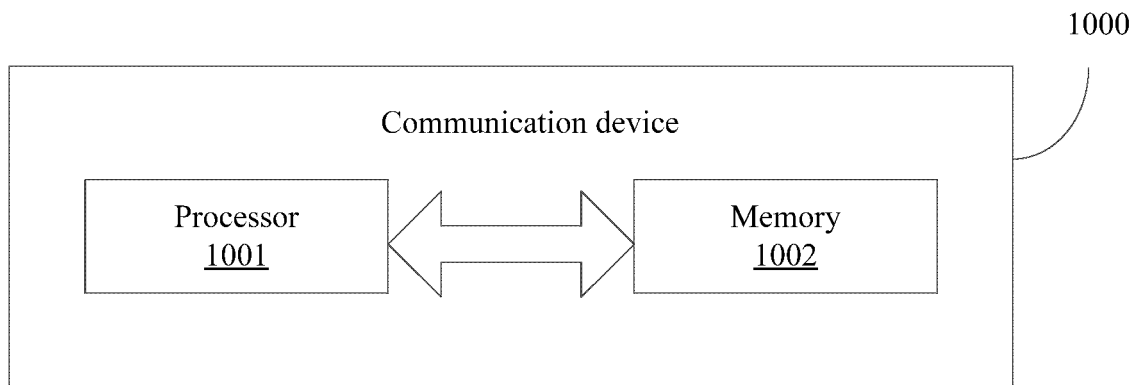 1000
Communication device
Processor
1001
Memory
1002